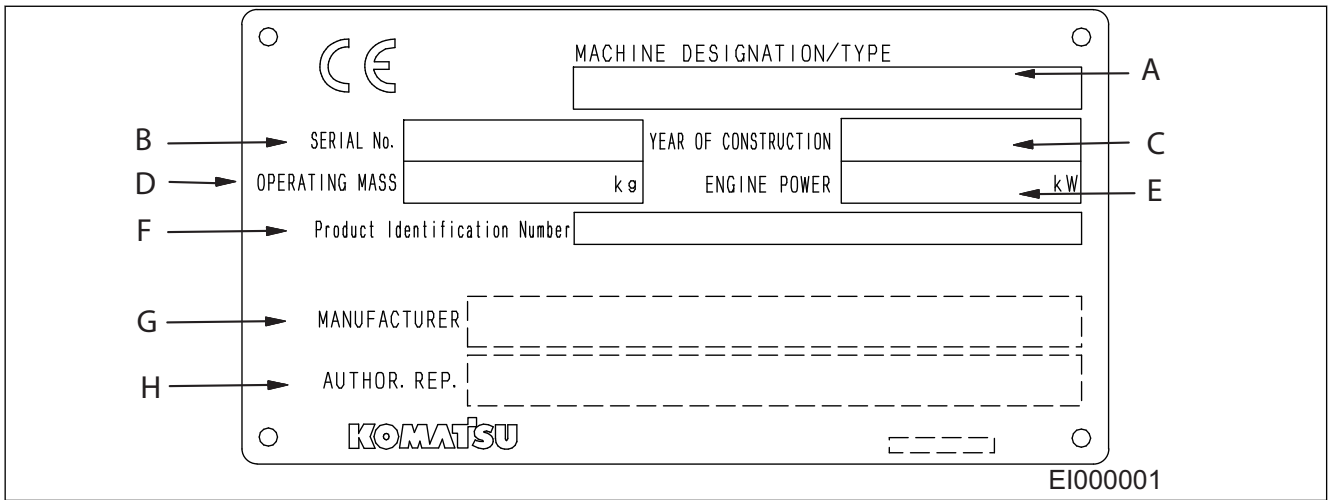 CE
MACHINE DESIGNATION/TYPE
A
B
SERIAL No.
YEAR OF CONSTRUCTION
C
D
OPERATING MASS
kg
ENGINE POWER
kW
E
F
Product Identification Number
G
MANUFACTURER
H
AUTHOR. REP.
KOMATSU
EI000001